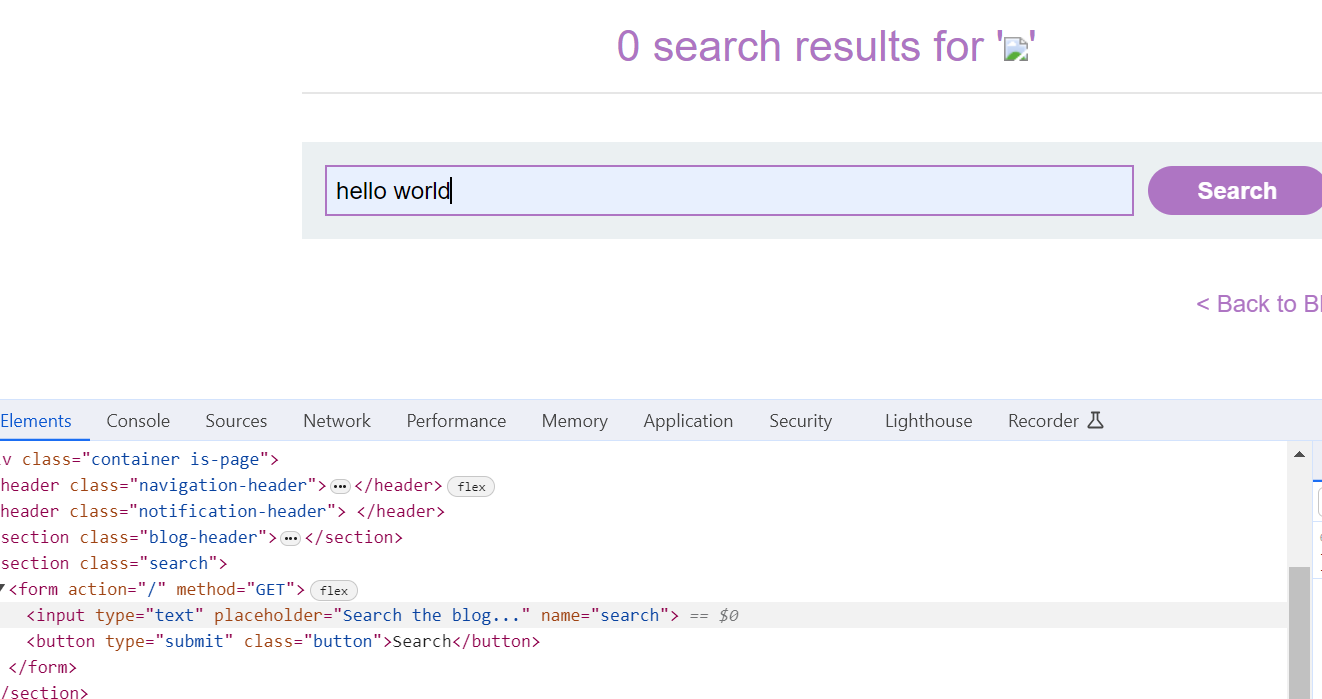 0 search results for ''
hello world
Search
< Back to Bl
Elements Console Sources Network Performance Memory Application Security Lighthouse Recorder
v class="container is-page">
header class="navigation-header"> ••• </header> flex
header class="notification-header"> </header>
section class="blog-header"> ••• </section>
section class="search">
▼<form action="/" method="GET"> flex
<input type="text" placeholder="Search the blog..." name="search"> == $0
<button type="submit" class="button">Search</button>
</form>
/section>